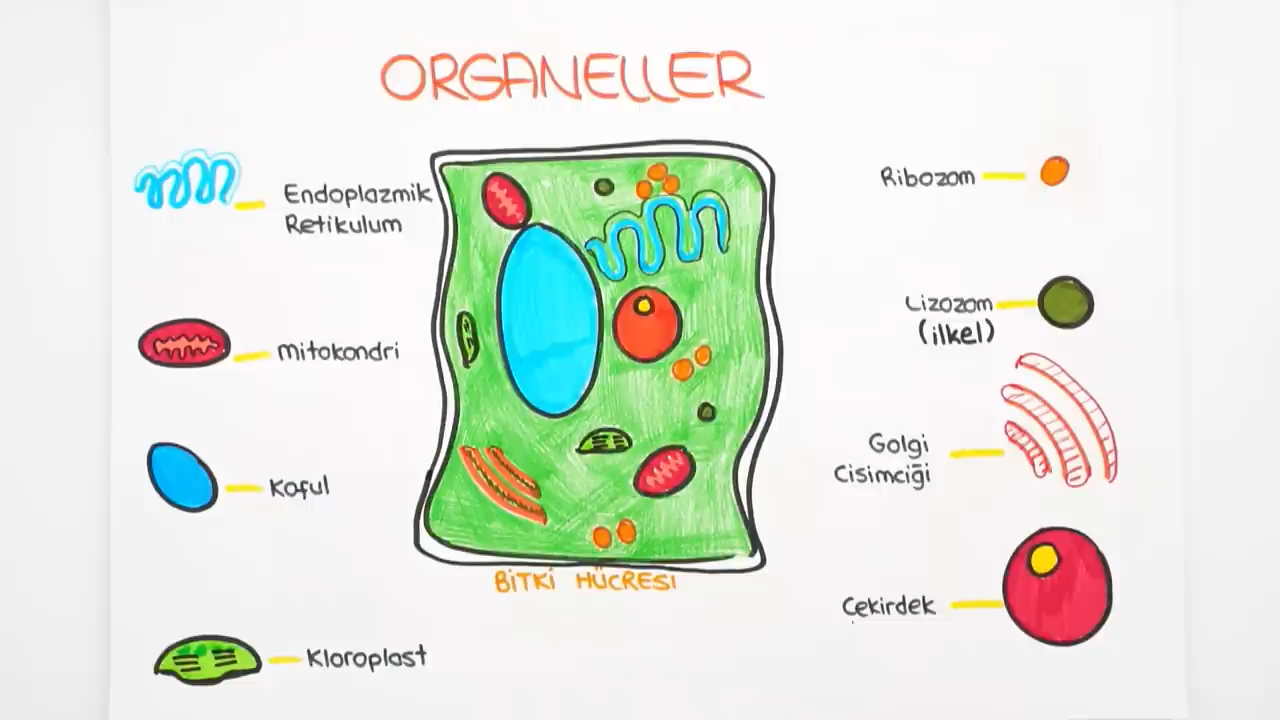 ORGANELLER
Endoplazmik
Retikulum
Mitokondri
Koful
Kloroplast
BİTKİ HÜCRESI
Ribozom
Lizozom
(ilkel)
Golgi
Cisimciği
Çekirdek